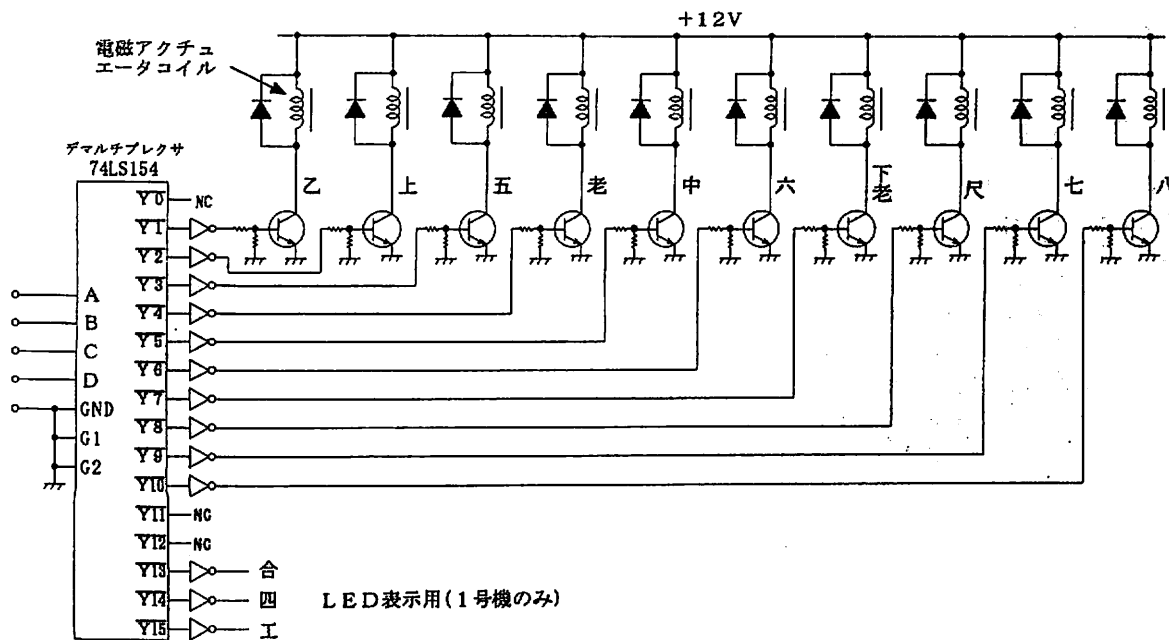 +12V
電磁アクチュ
エータコイル
デマルチプレクサ
74LS154
乙 上 五 老 中 六 下老 尺 七 八
A
B
C
D
GND
G1
G2
Y0 NC
Y1
Y2
Y3
Y4
Y5
Y6
Y7
Y8
Y9
Y10
Y11 NC
Y12 NC
Y13 合
Y14 四 LED表示用(1号機のみ)
Y15 工